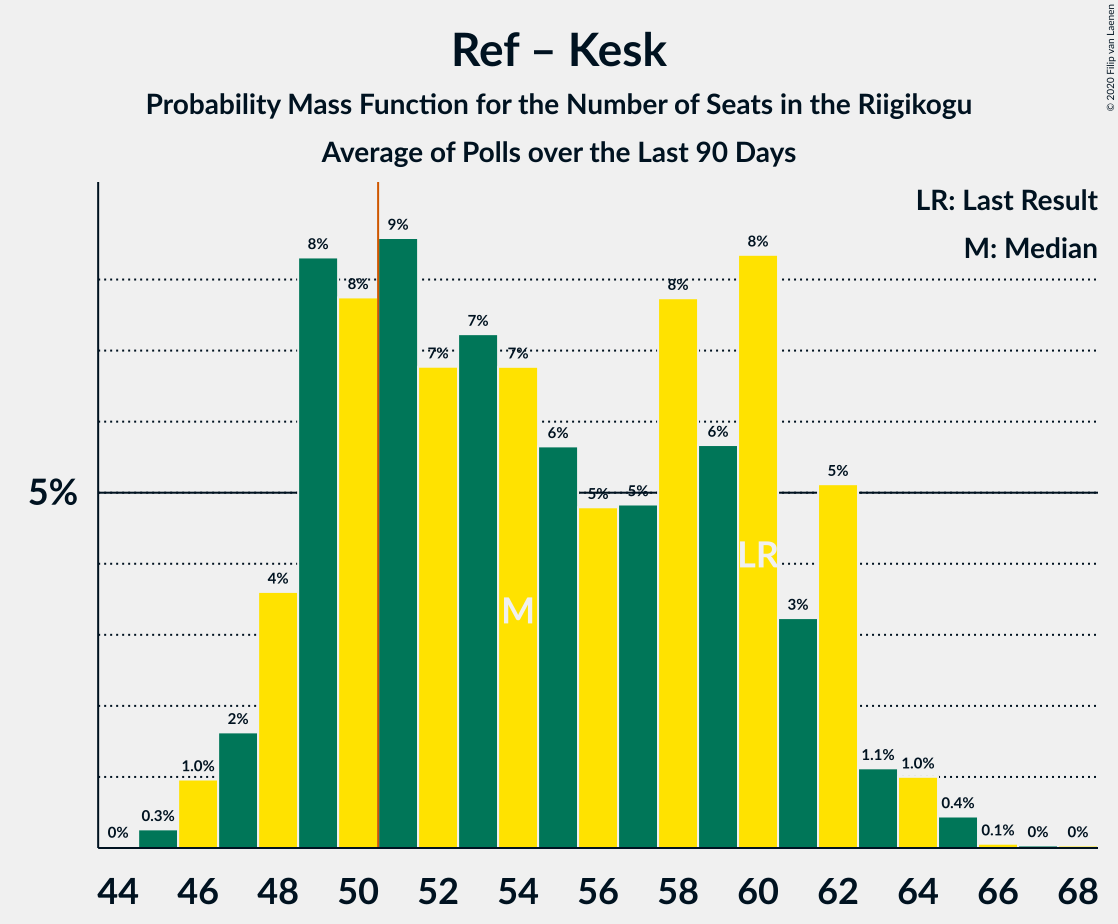 Ref – Kesk
Probability Mass Function for the Number of Seats in the Riigikogu
Average of Polls over the Last 90 Days
© 2020 Filip van Laenen
LR: Last Result
M: Median
5%
0%
0.3%
1.0%
2%
4%
8%
8%
9%
7%
7%
7%
6%
5%
5%
8%
6%
8%
3%
5%
1.1%
1.0%
0.4%
0.1%
0%
0%
M
LR
44 46 48 50 52 54 56 58 60 62 64 66 68